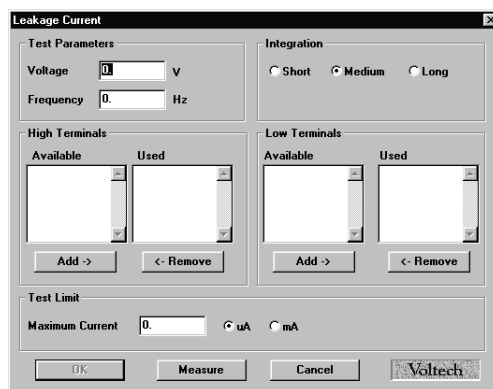 Leakage Current
Test Parameters
Voltage 0. V
Frequency 0. Hz
Integration
Short Medium Long
High Terminals
Available Used
Add -> <- Remove
Low Terminals
Available Used
Add -> <- Remove
Test Limit
Maximum Current 0. uA mA
OK Measure Cancel Voltech